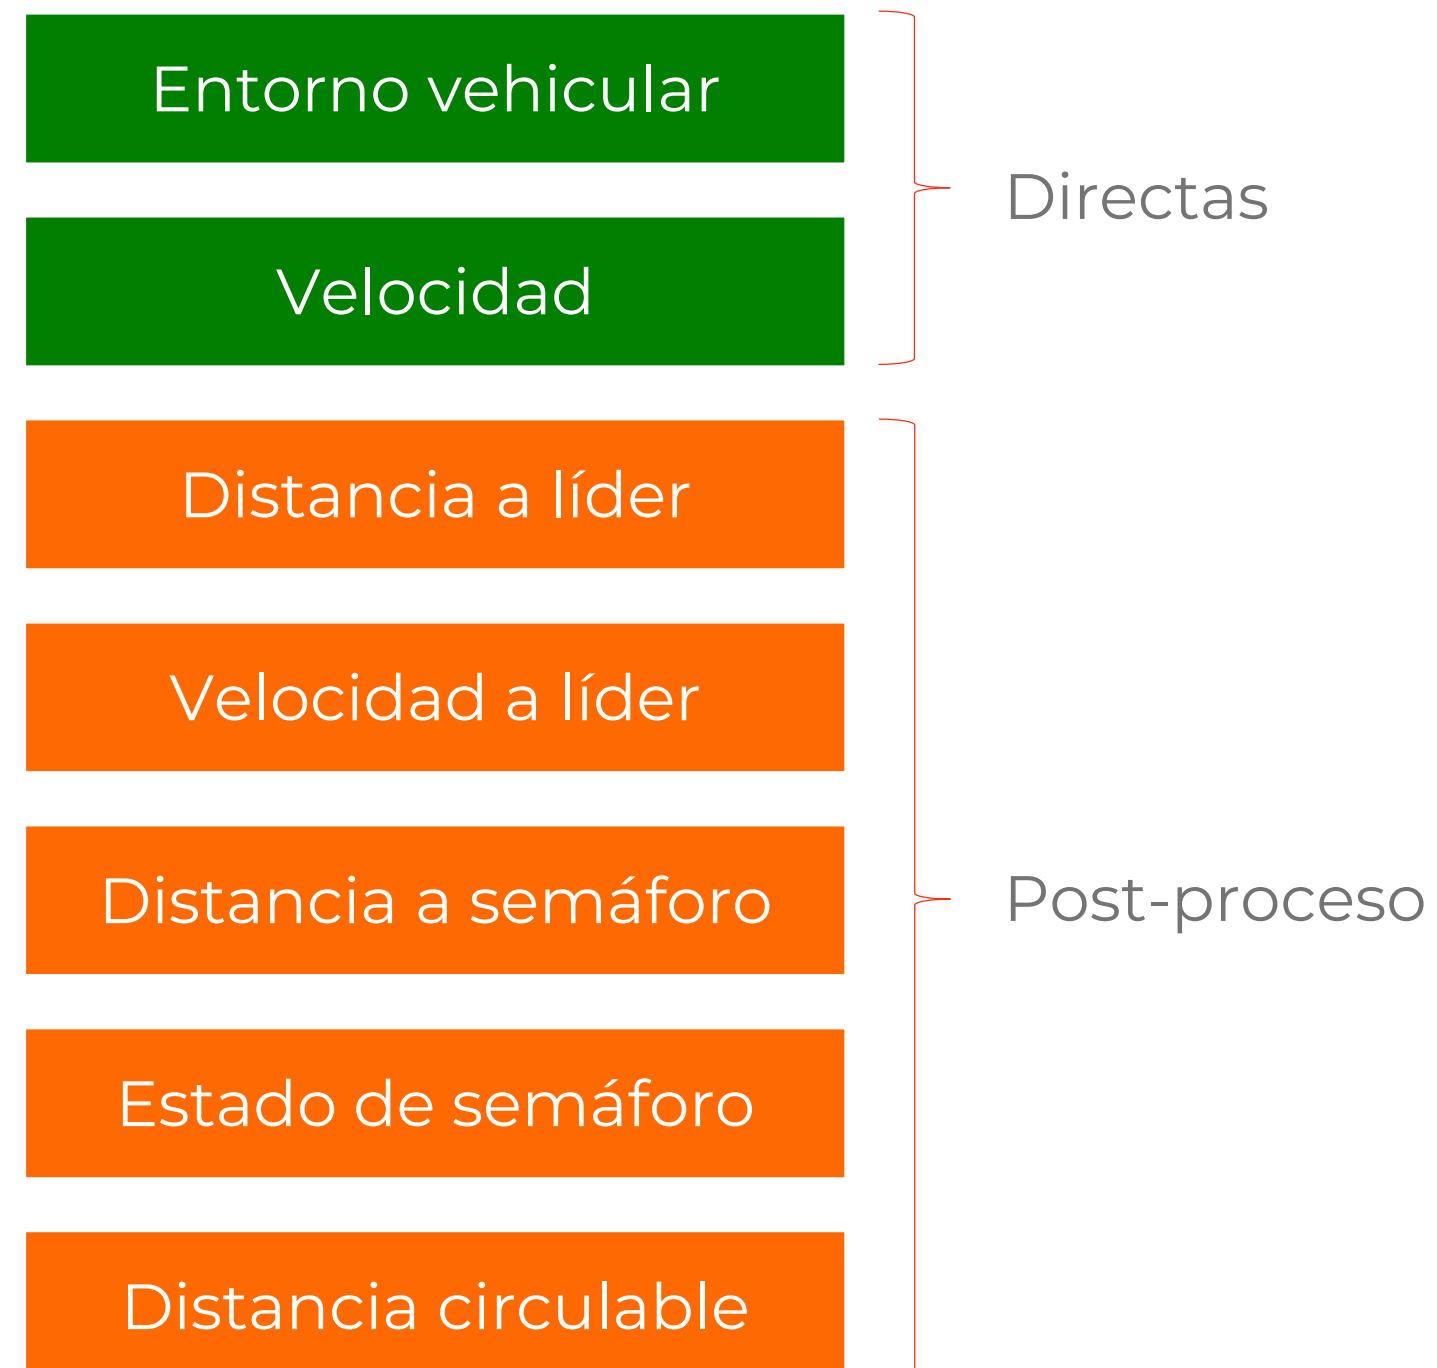 Entorno vehicular
Velocidad
Directas
Distancia a líder
Velocidad a líder
Distancia a semáforo
Estado de semáforo
Distancia circulable
Post-proceso